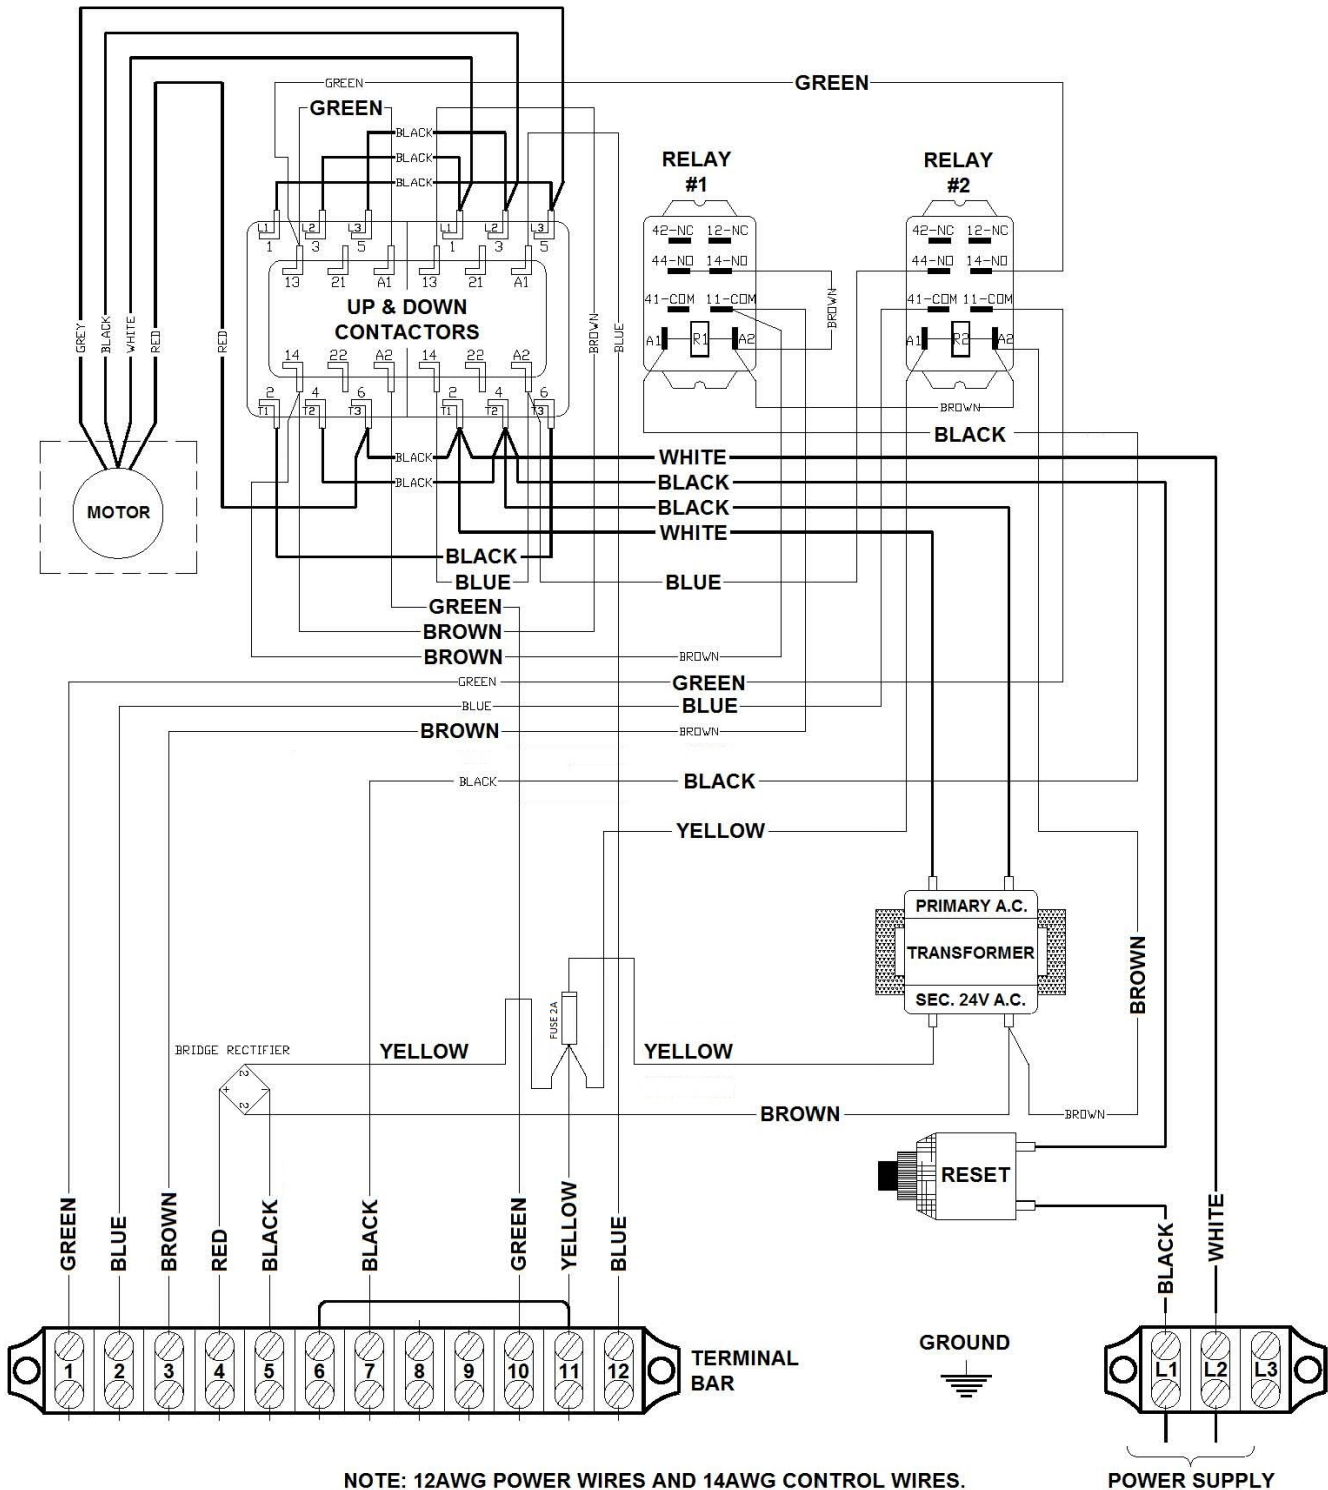 GREEN
GREEN
GREEN
BLACK
BLACK
BLACK
RELAY
#1
RELAY
#2
L1 L2 L3 L1 L2 L3
1 3 5 1 3 5
13 21 A1 13 21 A1
UP & DOWN
CONTACTORS
14 22 A2 14 22 A2
2 4 6 2 4 6
T1 T2 T3 T1 T2 T3
42-NC 12-NC
44-NO 14-NO
41-COM 11-COM
A1 R1 A2
42-NC 12-NC
44-NO 14-NO
41-COM 11-COM
A1 R2 A2
GREY
BLACK
WHITE
RED
RED
BROWN
BLUE
BROWN
BROWN
BLACK
MOTOR
BLACK
WHITE
BLACK
BLACK
BLACK
WHITE
BLACK
BLUE
BLUE
GREEN
BROWN
BROWN
BROWN
GREEN
GREEN
BLUE
BLUE
BROWN
BROWN
BLACK
BLACK
YELLOW
PRIMARY A.C.
TRANSFORMER
SEC. 24V A.C.
BROWN
FUSE 2A
BRIDGE RECTIFIER
YELLOW
YELLOW
2
+ -
2
BROWN
BROWN
RESET
GREEN
BLUE
BROWN
RED
BLACK
BLACK
GREEN
YELLOW
BLUE
BLACK
WHITE
1 2 3 4 5 6 7 8 9 10 11 12
TERMINAL
BAR
GROUND
L1 L2 L3
NOTE: 12AWG POWER WIRES AND 14AWG CONTROL WIRES.
POWER SUPPLY